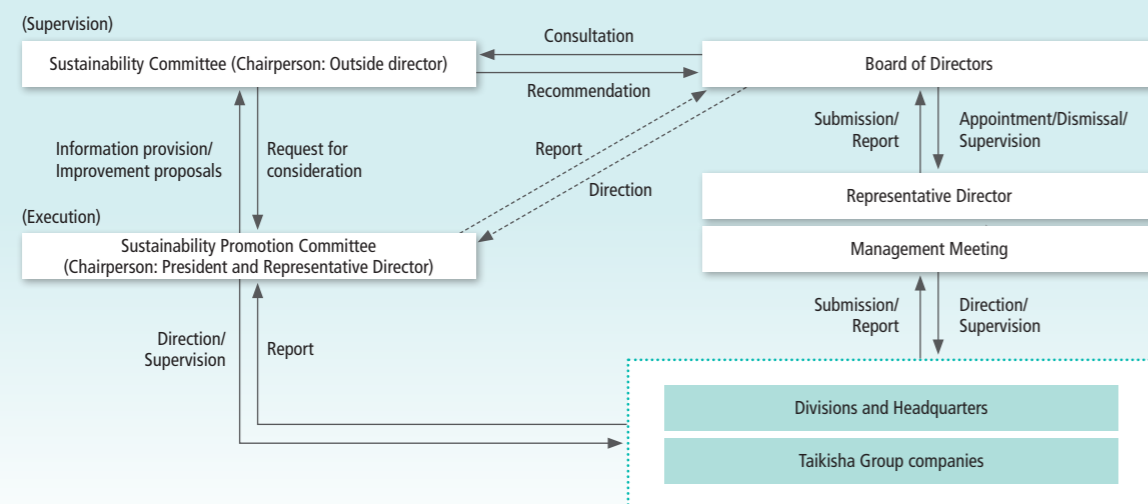 (Supervision)
Sustainability Committee (Chairperson: Outside director)
Consultation
Recommendation
Board of Directors
Information provision/
Improvement proposals
Request for
consideration
Report
Direction
Submission/
Report
Appointment/Dismissal/
Supervision
Representative Director
(Execution)
Sustainability Promotion Committee
(Chairperson: President and Representative Director)
Management Meeting
Direction/
Supervision
Report
Submission/
Report
Direction/
Supervision
Divisions and Headquarters
Taikisha Group companies